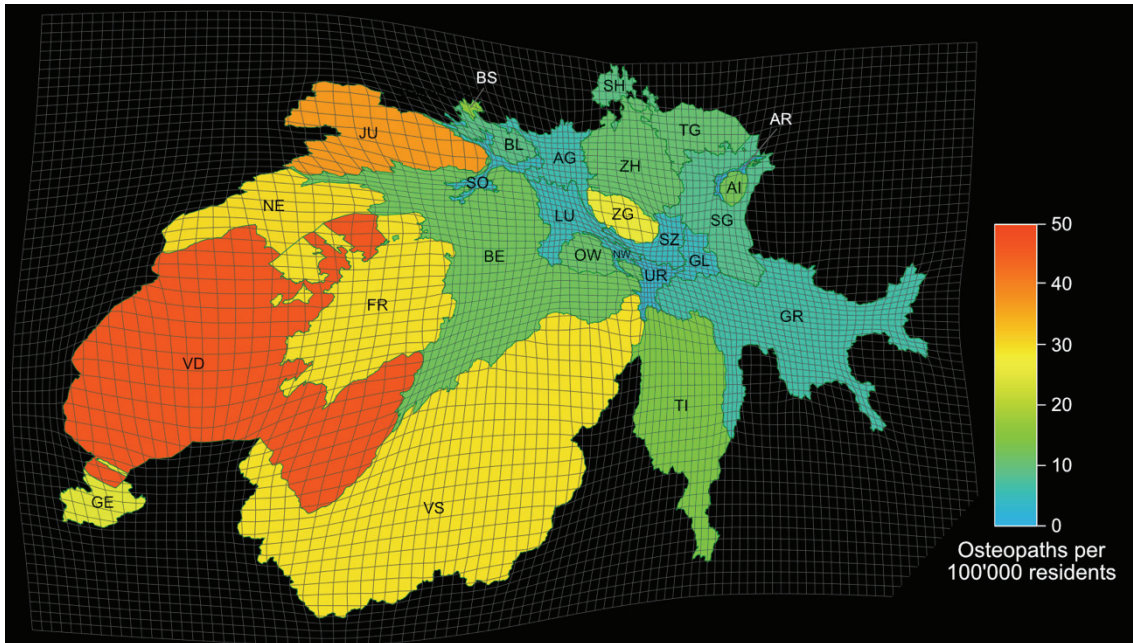 BS
SH
AR
JU
TG
BL
AG
ZH
SO
AI
NE
LU
ZG
SG
SZ
BE
OW
NW
GL
UR
FR
GR
VD
TI
GE
VS
50
40
30
20
10
0
Osteopaths per
100'000 residents